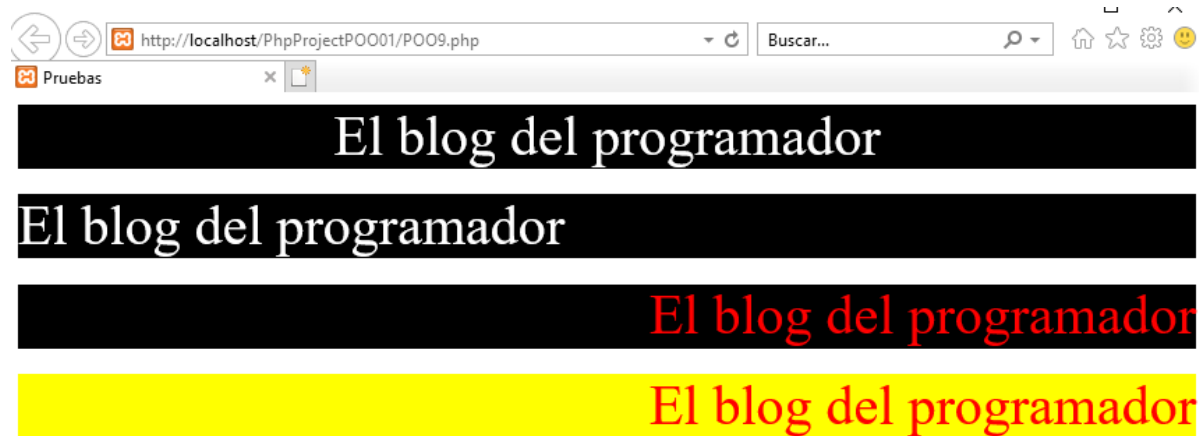 http://localhost/PhpProjectPOO01/POO9.php
Buscar...
Pruebas
El blog del programador
El blog del programador
El blog del programador
El blog del programador